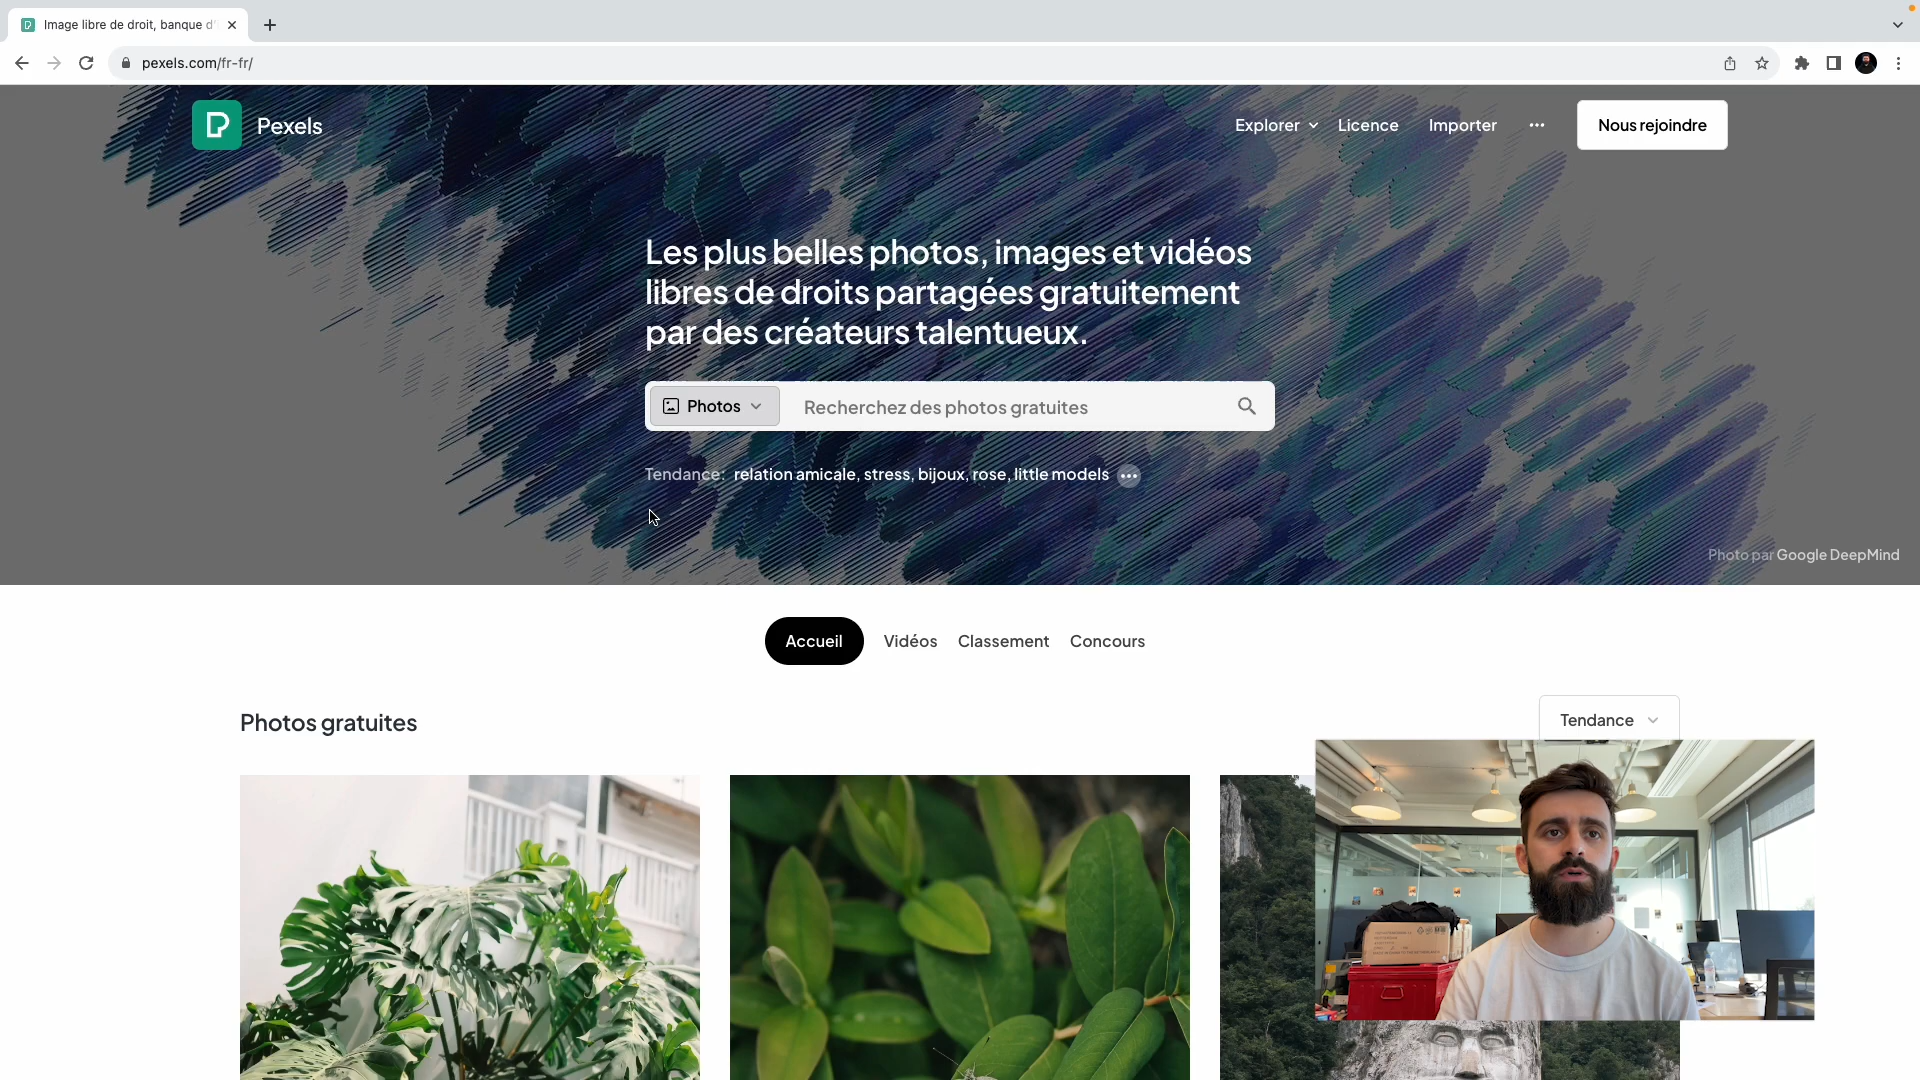 Image libre de droit, banque d'
pexels.com/fr-fr/
Pexels
Explorer
Licence
Importer
Nous rejoindre
Les plus belles photos, images et vidéos
libres de droits partagées gratuitement
par des créateurs talentueux.
Photos
Recherchez des photos gratuites
Tendance: relation amicale, stress, bijoux, rose, little models
Photo par Google DeepMind
Accueil
Vidéos
Classement
Concours
Photos gratuites
Tendance